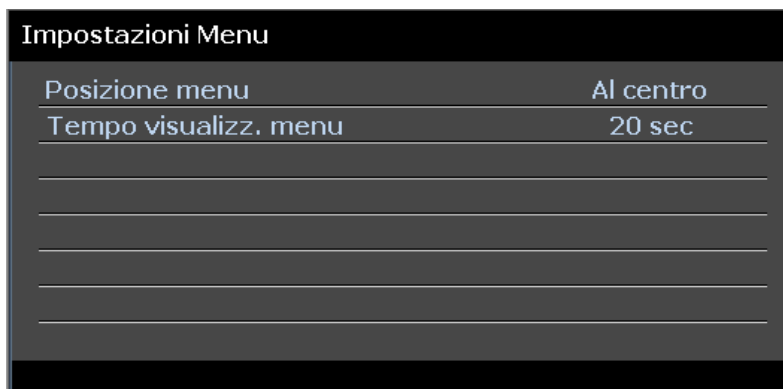 Impostazioni Menu
Posizione menu Al centro
Tempo visualizz. menu 20 sec